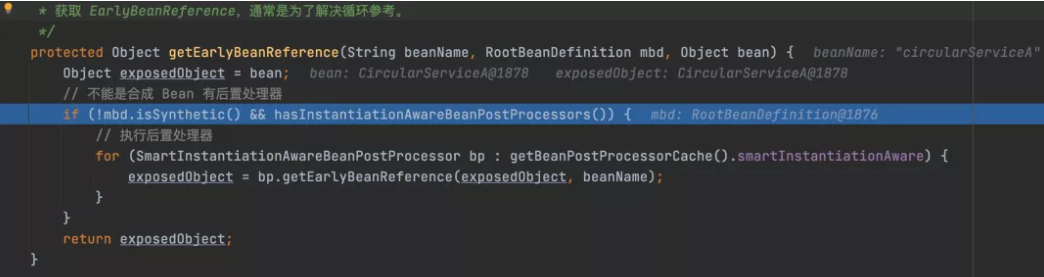 * 获取 EarlyBeanReference，通常是为了解决循环参考。
*/
protected Object getEarlyBeanReference(String beanName, RootBeanDefinition mbd, Object bean) { beanName: "circularServiceA"
Object exposedObject = bean; bean: CircularServiceA@1878 exposedObject: CircularServiceA@1878
// 不能是合成 Bean 有后置处理器
if (!mbd.isSynthetic() && hasInstantiationAwareBeanPostProcessors()) { mbd: RootBeanDefinition@1876
// 执行后置处理器
for (SmartInstantiationAwareBeanPostProcessor bp : getBeanPostProcessorCache().smartInstantiationAware) {
exposedObject = bp.getEarlyBeanReference(exposedObject, beanName);
}
}
return exposedObject;
}